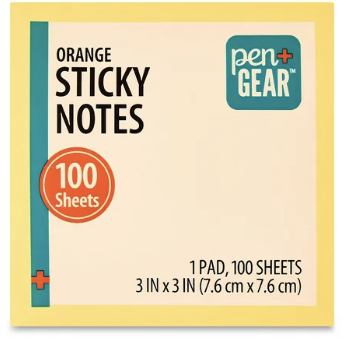 ORANGE
STICKY
NOTES
pen+
GEAR™
100
Sheets
1 PAD, 100 SHEETS
3 IN x 3 IN (7.6 cm x 7.6 cm)